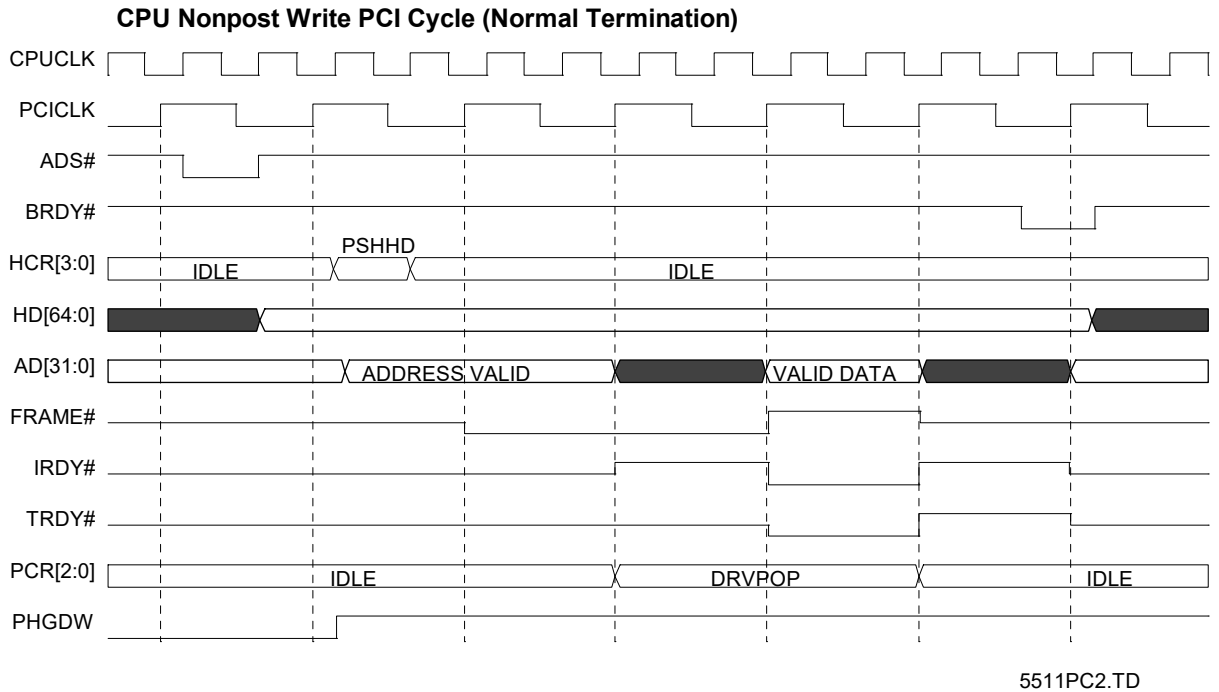 CPU Nonpost Write PCI Cycle (Normal Termination)
CPUCLK
PCICLK
ADS#
BRDY#
PSHHD
HCR[3:0] IDLE IDLE
HD[64:0]
AD[31:0] ADDRESS VALID VALID DATA
FRAME#
IRDY#
TRDY#
PCR[2:0] IDLE DRVPOP IDLE
PHGDW
5511PC2.TD